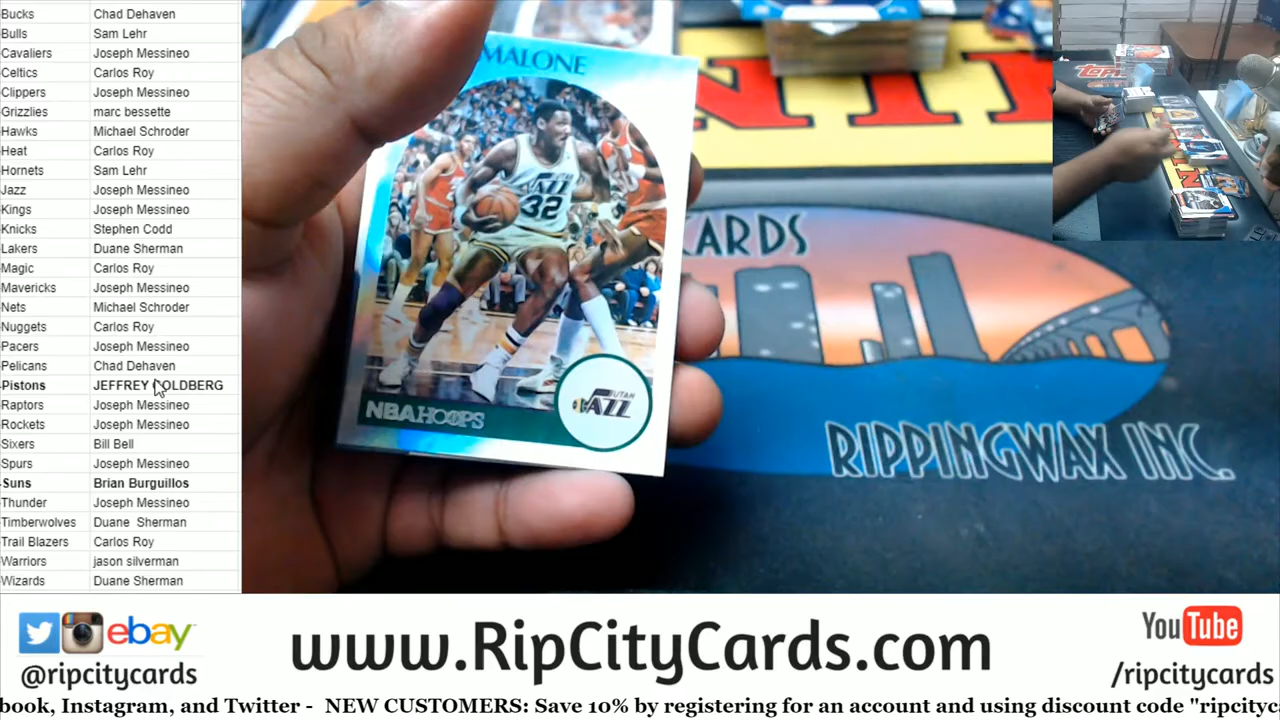 Bucks Chad Dehaven
Bulls Sam Lehr
Cavaliers Joseph Messineo
Celtics Carlos Roy
Clippers Joseph Messineo
Grizzlies marc bessette
Hawks Michael Schroder
Heat Carlos Roy
Hornets Sam Lehr
Jazz Joseph Messineo
Kings Joseph Messineo
Knicks Stephen Codd
Lakers Duane Sherman
Magic Carlos Roy
Mavericks Joseph Messineo
Nets Michael Schroder
Nuggets Carlos Roy
Pacers Joseph Messineo
Pelicans Chad Dehaven
Pistons JEFFREY GOLDBERG
Raptors Joseph Messineo
Rockets Joseph Messineo
Sixers Bill Bell
Spurs Joseph Messineo
Suns Brian Burguillos
Thunder Joseph Messineo
Timberwolves Duane Sherman
Trail Blazers Carlos Roy
Warriors jason silverman
Wizards Duane Sherman
MALONE
JAZZ
32
NBA HOOPS
UTAH
JAZZ
CARDS
RIPPINGWAX INC.
TOPPS
ebay
@ripcitycards
www.RipCityCards.com
YouTube
/ripcitycards
book, Instagram, and Twitter - NEW CUSTOMERS: Save 10% by registering for an account and using discount code "ripcityc